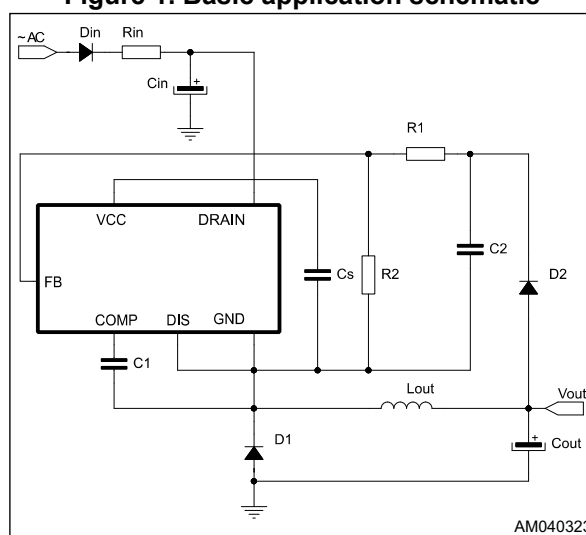 Figure 1. Basic application schematic
~AC
Din
Rin
Cin
+
R1
VCC
DRAIN
FB
Cs
R2
C2
D2
COMP
DIS
GND
C1
Lout
Vout
D1
+
Cout
AM040323